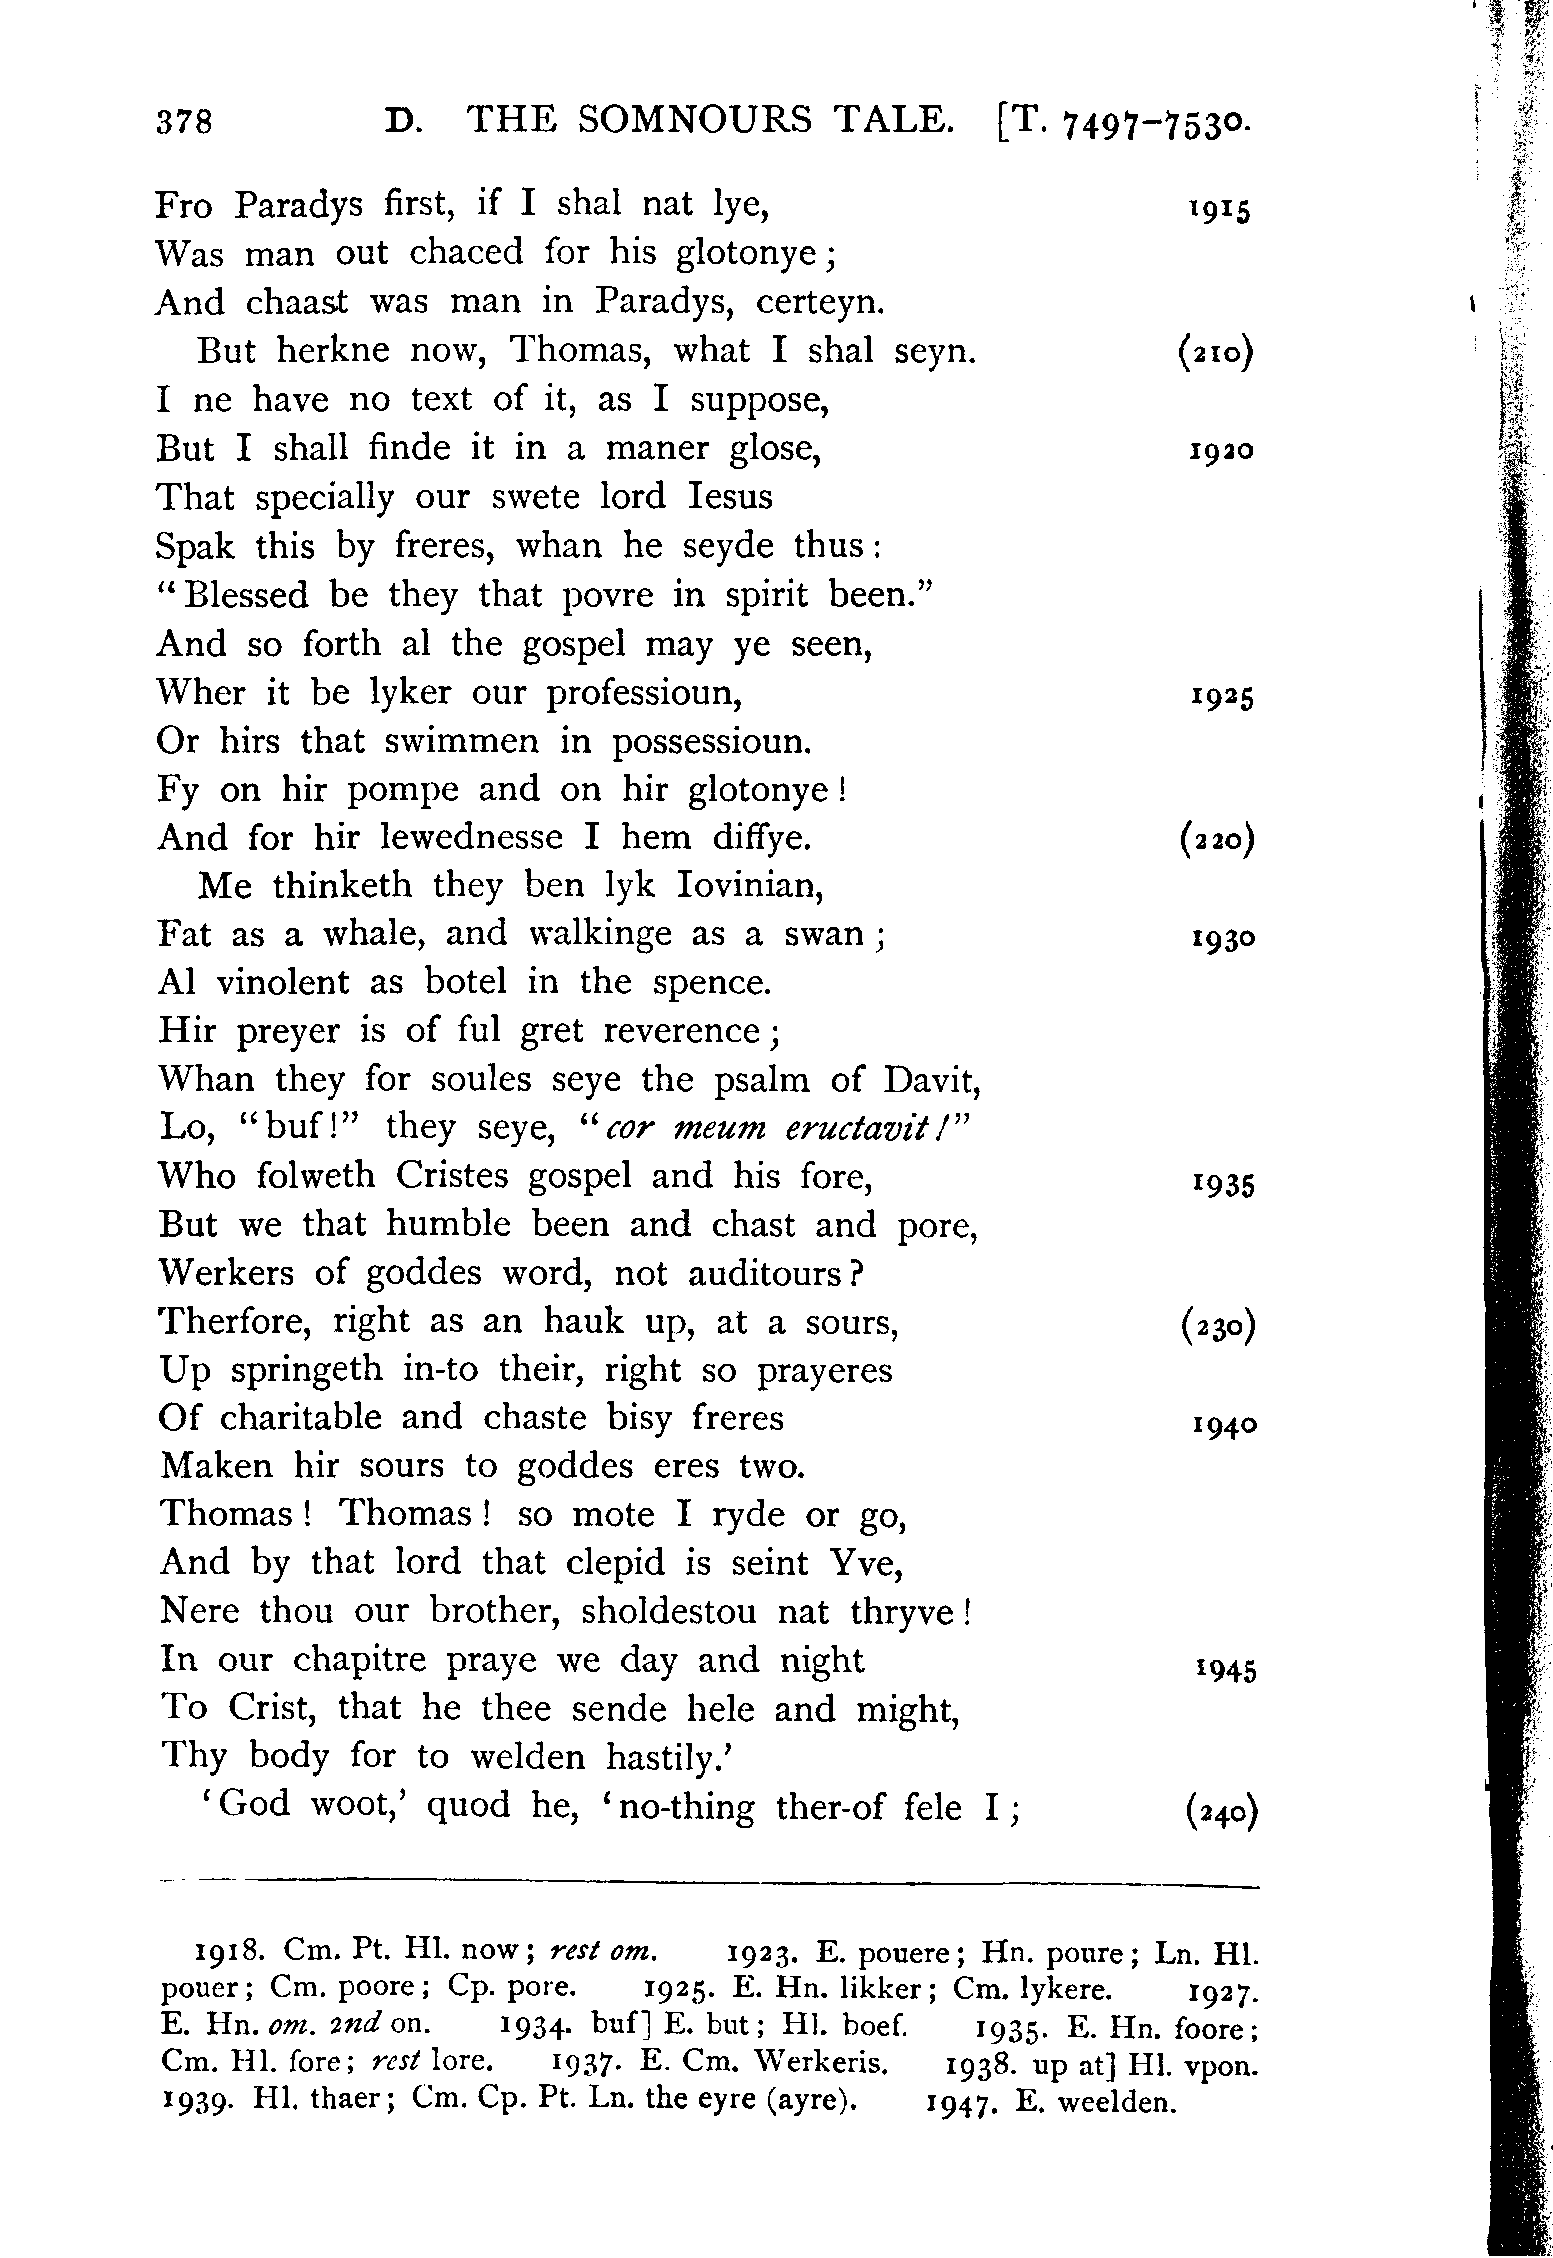 378 D. THE SOMNOURS TALE. [T. 7497-7530.
Fro Paradys first, if I shal nat lye, 1915
Was man out chaced for his glotonye;
And chaast was man in Paradys, certeyn.
But herkne now, Thomas, what I shal seyn. (210)
I ne have no text of it, as I suppose,
But I shall finde it in a maner glose, 1920
That specially our swete lord Iesus
Spak this by freres, whan he seyde thus:
“Blessed be they that povre in spirit been.”
And so forth al the gospel may ye seen,
Wher it be lyker our professioun, 1925
Or hirs that swimmen in possessioun.
Fy on hir pompe and on hir glotonye!
And for hir lewednesse I hem diffye. (220)
Me thinketh they ben lyk Iovinian,
Fat as a whale, and walkinge as a swan; 1930
Al vinolent as botel in the spence.
Hir preyer is of ful gret reverence;
Whan they for soules seye the psalm of Davit,
Lo, “buf!” they seye, “cor meum eructavit!”
Who folweth Cristes gospel and his fore, 1935
But we that humble been and chast and pore,
Werkers of goddes word, not auditours?
Therfore, right as an hauk up, at a sours, (230)
Up springeth in-to their, right so prayeres
Of charitable and chaste bisy freres 1940
Maken hir sours to goddes eres two.
Thomas! Thomas! so mote I ryde or go,
And by that lord that clepid is seint Yve,
Nere thou our brother, sholdestou nat thryve!
In our chapitre praye we day and night 1945
To Crist, that he thee sende hele and might,
Thy body for to welden hastily.’
‘God woot,’ quod he, ‘no-thing ther-of fele I; (240)
1918. Cm. Pt. Hl. now; rest om. 1923. E. pouere; Hn. poure; Ln. Hl.
pouer; Cm. poore; Cp. pore. 1925. E. Hn. likker; Cm. lykere. 1927.
E. Hn. om. 2nd on. 1934. buf] E. but; Hl. boef. 1935. E. Hn. foore;
Cm. Hl. fore; rest lore. 1937. E. Cm. Werkeris. 1938. up at] Hl. vpon.
1939. Hl. thaer; Cm. Cp. Pt. Ln. the eyre (ayre). 1947. E. weelden.